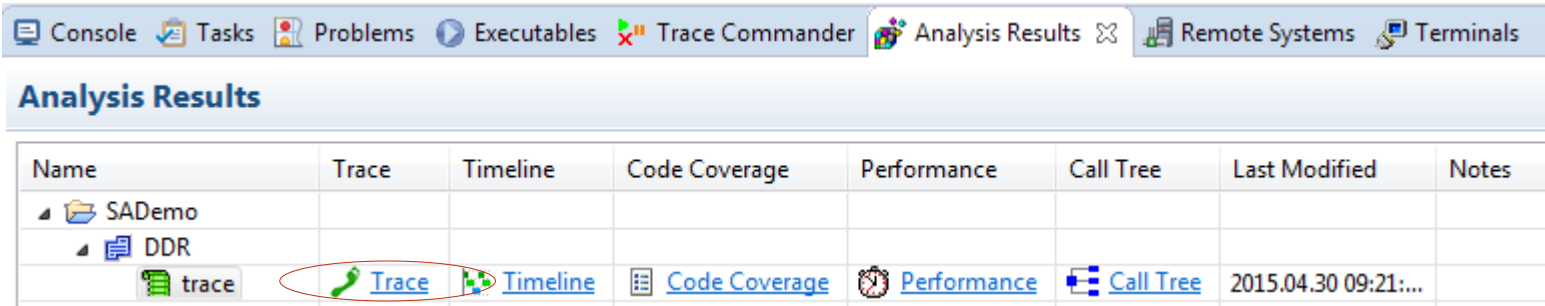 Console Tasks Problems Executables Trace Commander Analysis Results Remote Systems Terminals
Analysis Results
Name Trace Timeline Code Coverage Performance Call Tree Last Modified Notes
SADemo
DDR
trace Trace Timeline Code Coverage Performance Call Tree 2015.04.30 09:21:...